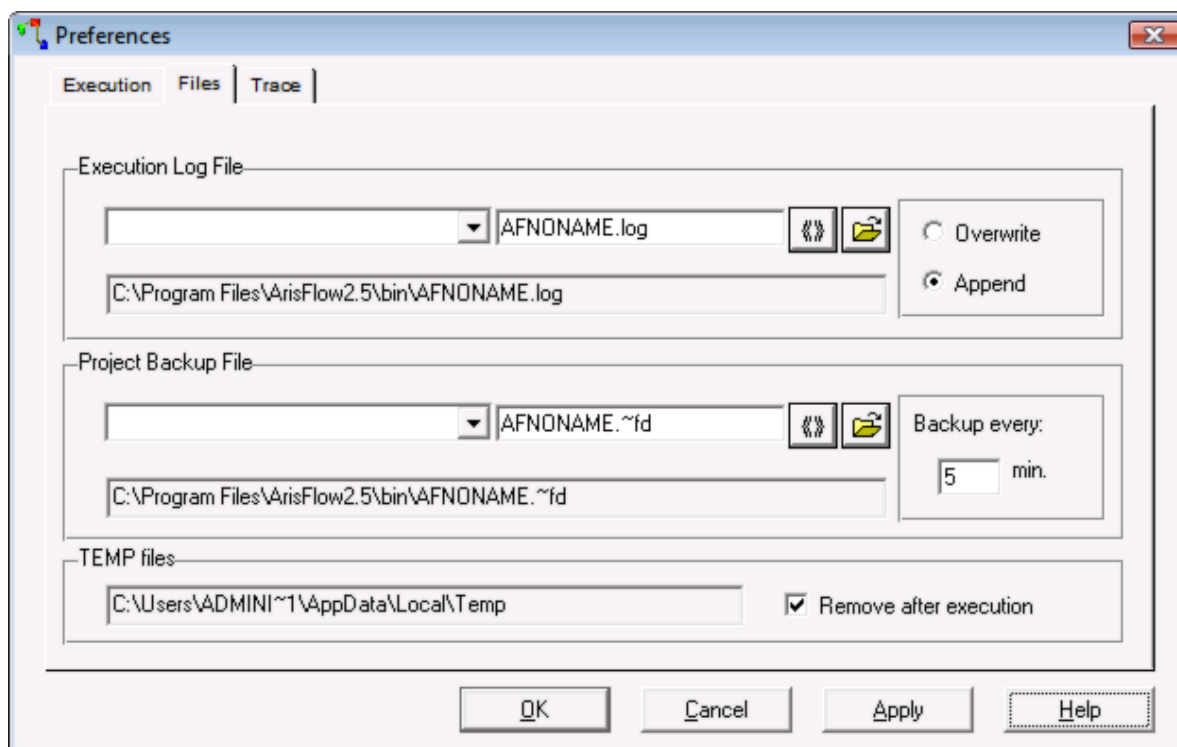 Preferences
Execution Files Trace
Execution Log File
AFNONAME.log
Overwrite
C:\Program Files\ArisFlow2.5\bin\AFNONAME.log
Append
Project Backup File
AFNONAME.~fd
Backup every:
5 min.
C:\Program Files\ArisFlow2.5\bin\AFNONAME.~fd
TEMP files
C:\Users\ADMINI~1\AppData\Local\Temp
Remove after execution
OK Cancel Apply Help